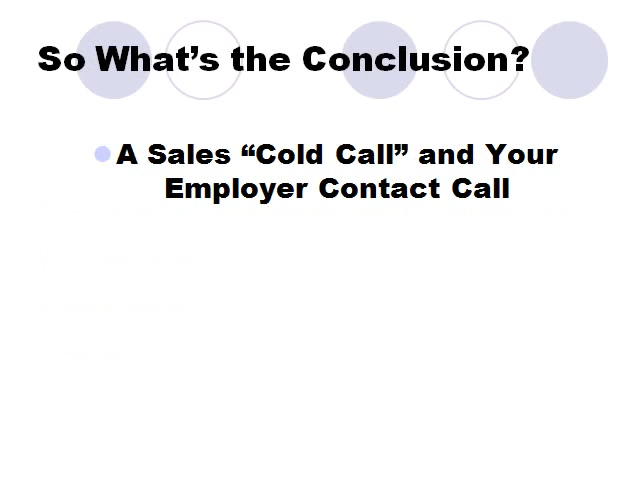 So What’s the Conclusion?
A Sales “Cold Call” and Your
Employer Contact Call